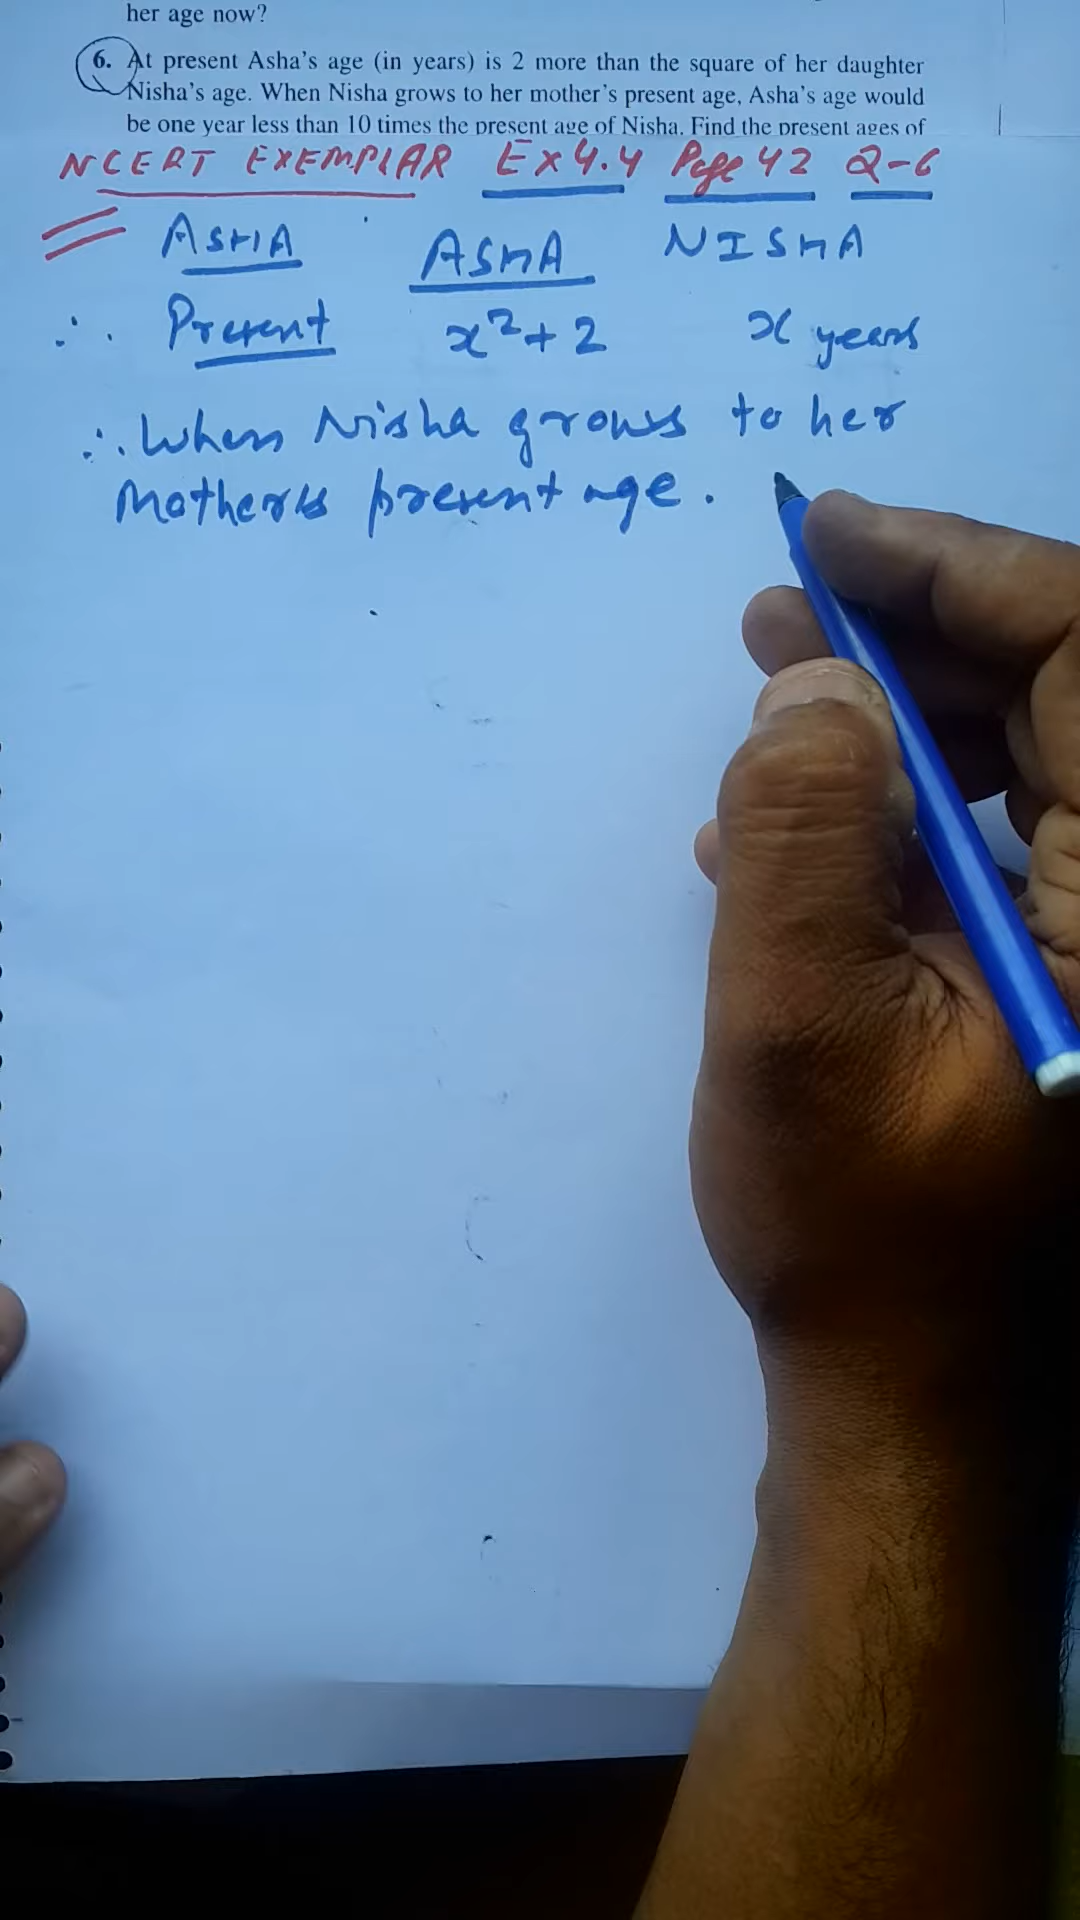 her age now?
6. At present Asha's age (in years) is 2 more than the square of her daughter
Nisha's age. When Nisha grows to her mother's present age, Asha's age would
be one year less than 10 times the present age of Nisha. Find the present ages of
NCERT EXEMPLAR Ex 4.4 Page 42 Q-6
ASHA ASHA NISHA
∴ Present x²+2 x years
∴ When Nisha grows to her
Mother's present age.